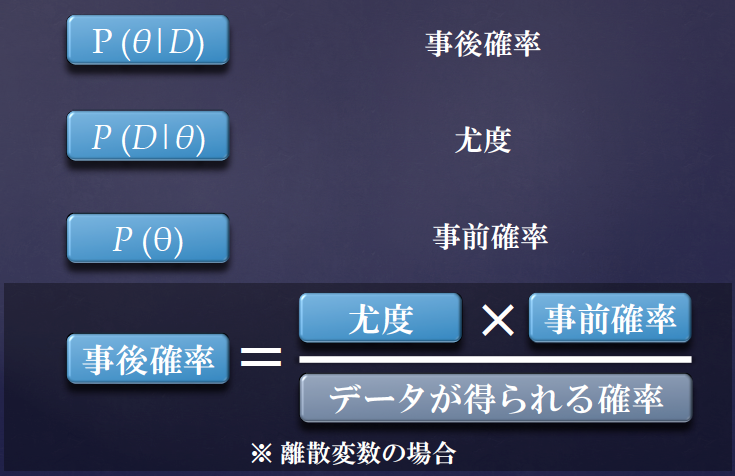 P (θ|D) 事後確率
P (D|θ) 尤度
P (θ) 事前確率
尤度 × 事前確率
事後確率 =
データが得られる確率
※ 離散変数の場合